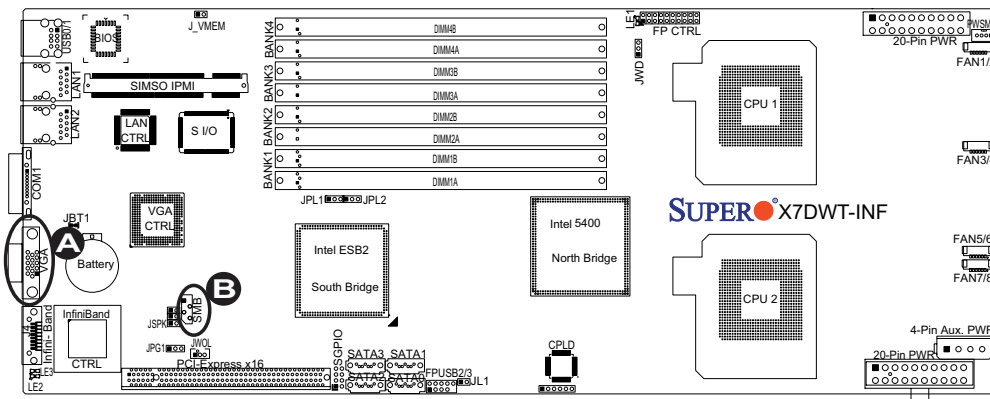 J_VMEM
USB0/1
BIOS
BANK4
DIMM4B
DIMM4A
LE1
FP CTRL
20-Pin PWR
PWSM
FAN1/
JWD
LAN1
SIMSO IPMI
BANK3
DIMM3B
DIMM3A
CPU 1
LAN2
LAN
CTRL
S I/O
BANK2
DIMM2B
DIMM2A
FAN3/
BANK1
DIMM1B
DIMM1A
COM1
JPL1
JPL2
VGA
CTRL
JBT1
SUPER
X7DWT-INF
A
VGA
Battery
Intel ESB2
South Bridge
Intel 5400
North Bridge
FAN5/6
FAN7/8
B
SMB
CPU 2
J4
Infini- Band
InfiniBand
CTRL
JSPK
JPG1
JWOL
PCI-Express x16
SGPIO
SATA3
SATA1
SATA2
FPUSB2/3
JL1
CPLD
4-Pin Aux. PWR
20-Pin PWR
LE3
LE2